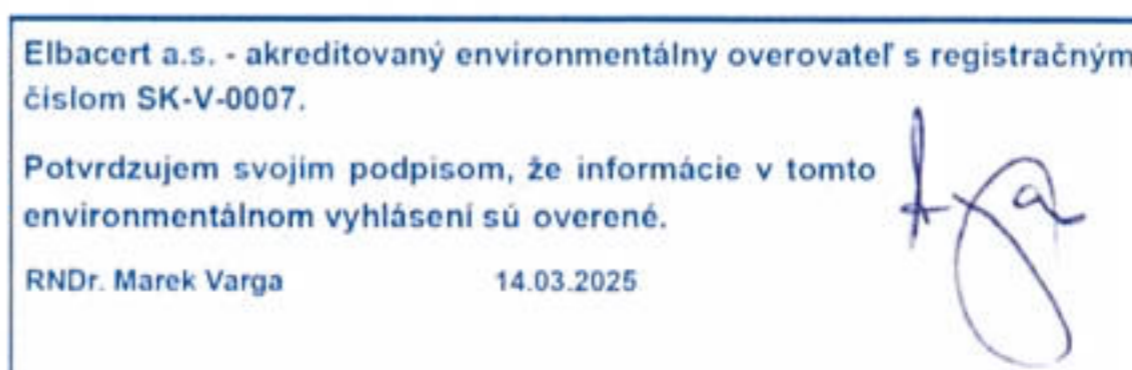 Elbacert a.s. - akreditovaný environmentálny overovateľ s registračným
číslom SK-V-0007.
Potvrdzujem svojím podpisom, že informácie v tomto
environmentálnom vyhlásení sú overené.
RNDr. Marek Varga 14.03.2025